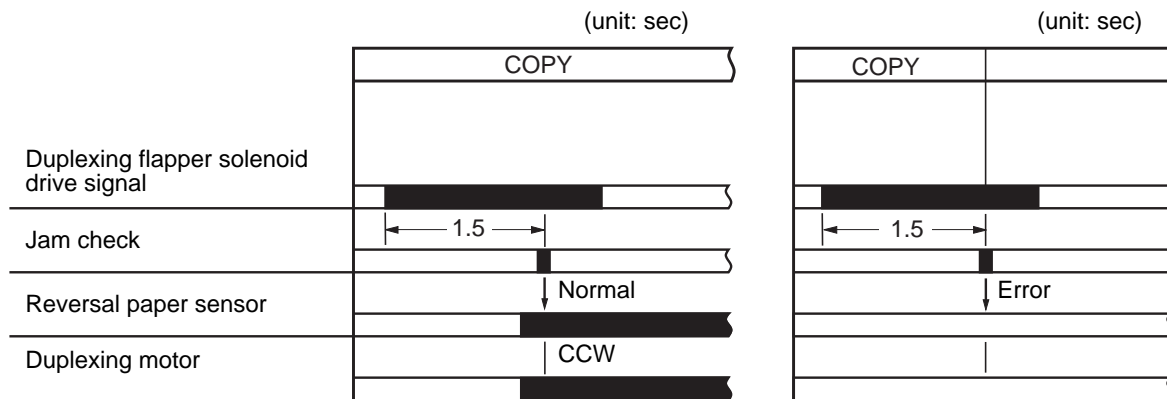 (unit: sec)
(unit: sec)
COPY
COPY
Duplexing flapper solenoid
drive signal
Jam check
1.5
1.5
Reversal paper sensor
Normal
Error
Duplexing motor
CCW